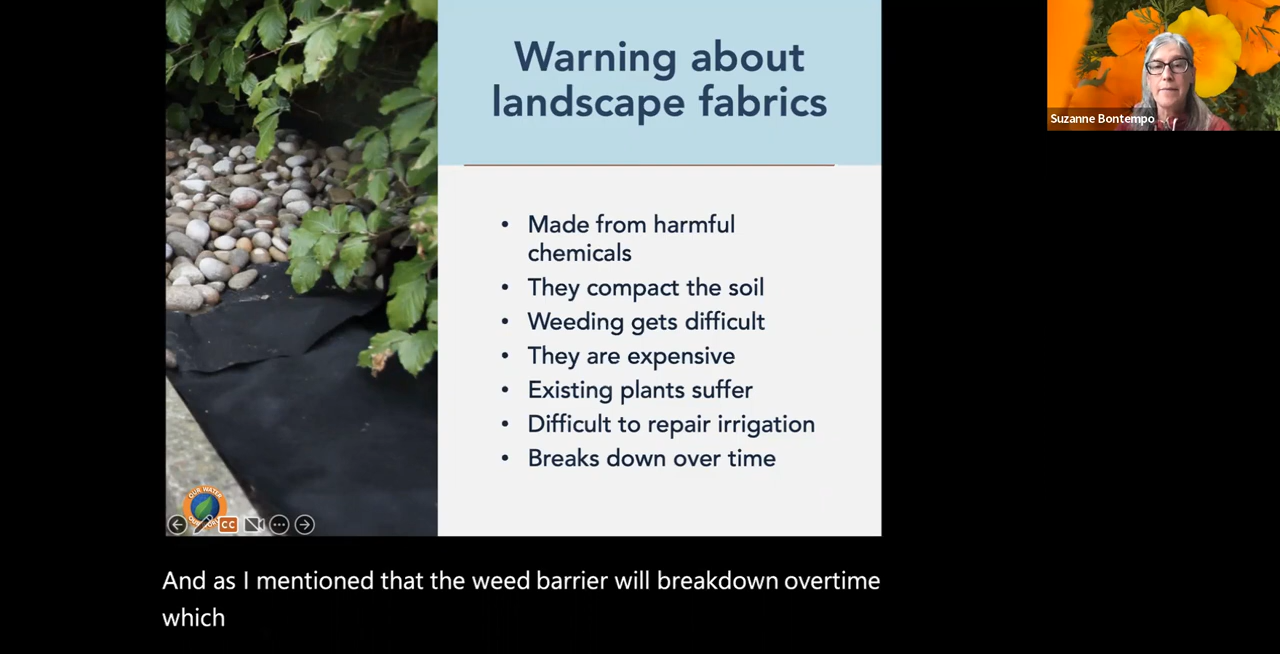 Warning about
landscape fabrics
Suzanne Bontempo
• Made from harmful
chemicals
• They compact the soil
• Weeding gets difficult
• They are expensive
• Existing plants suffer
• Difficult to repair irrigation
• Breaks down over time
OUR WATER
CC
And as I mentioned that the weed barrier will breakdown overtime
which